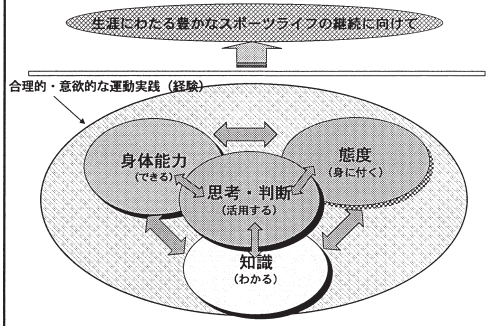 生涯にわたる豊かなスポーツライフの継続に向けて
合理的・意欲的な運動実践（経験）
身体能力
（できる）
態度
（身に付く）
思考・判断
（活用する）
知識
（わかる）